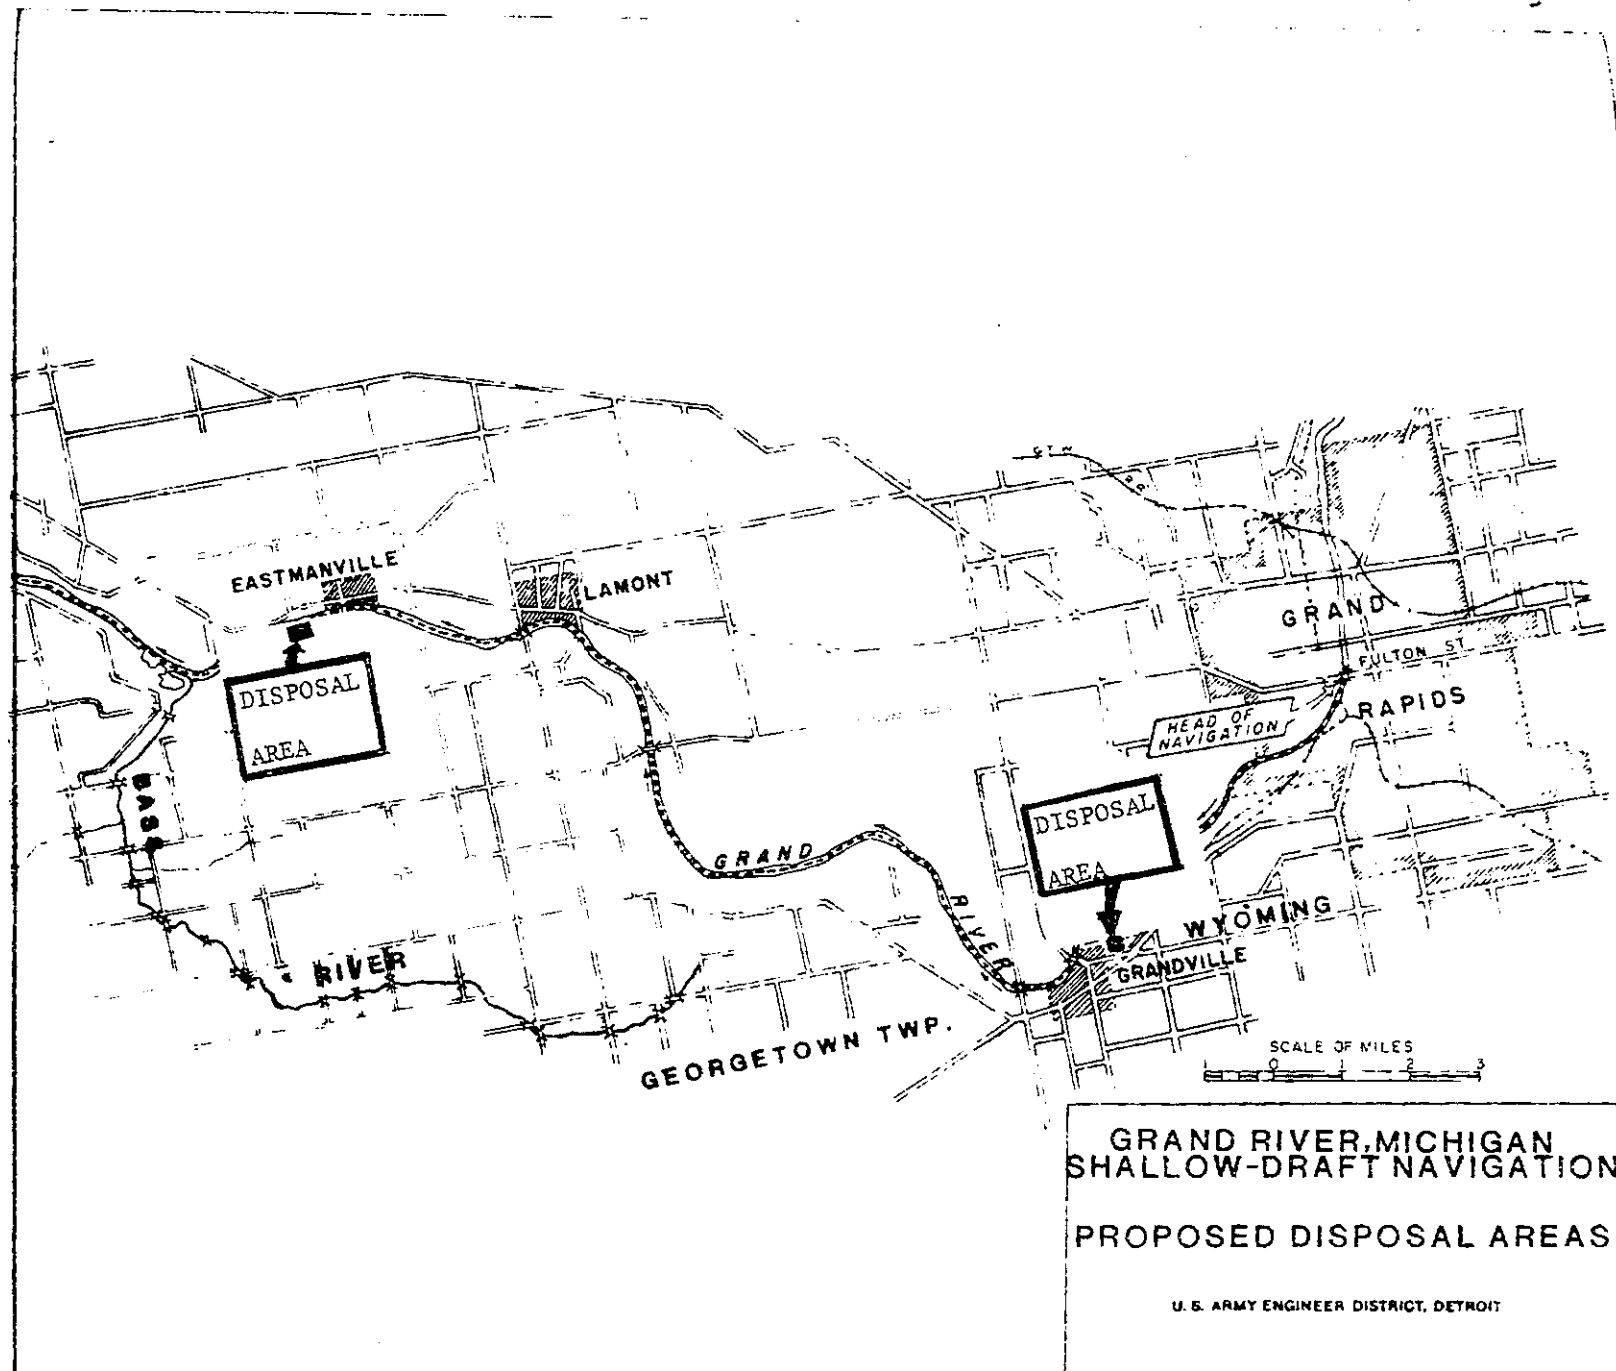 G.T.W.
R.R.
EASTMANVILLE
LAMONT
GRAND
FULTON ST
RAPIDS
HEAD OF
NAVIGATION
DISPOSAL
AREA
BASS
RIVER
GRAND
RIVER
DISPOSAL
AREA
WYOMING
GRANDVILLE
GEORGETOWN TWP.
SCALE OF MILES
0 1 2 3
GRAND RIVER, MICHIGAN
SHALLOW-DRAFT NAVIGATION
PROPOSED DISPOSAL AREAS
U. S. ARMY ENGINEER DISTRICT, DETROIT